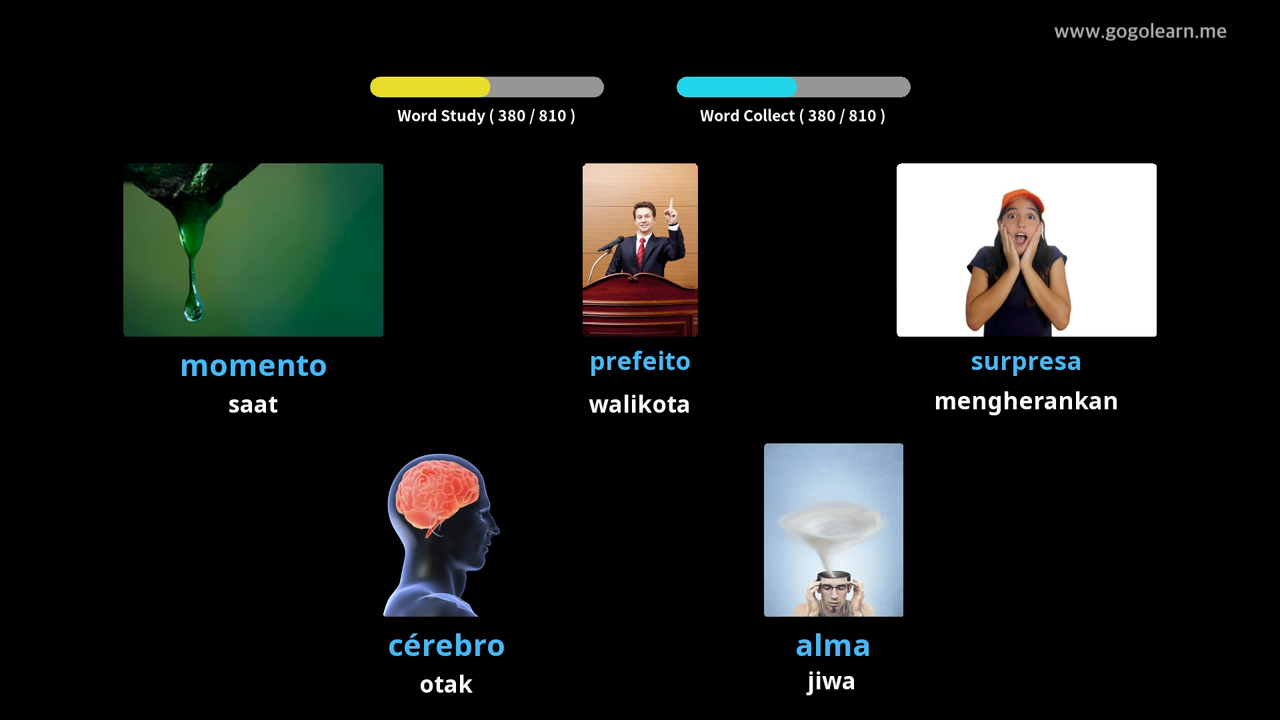 www.gogolearn.me
Word Study ( 380 / 810 )
Word Collect ( 380 / 810 )
momento
saat
prefeito
walikota
surpresa
mengherankan
cérebro
otak
alma
jiwa